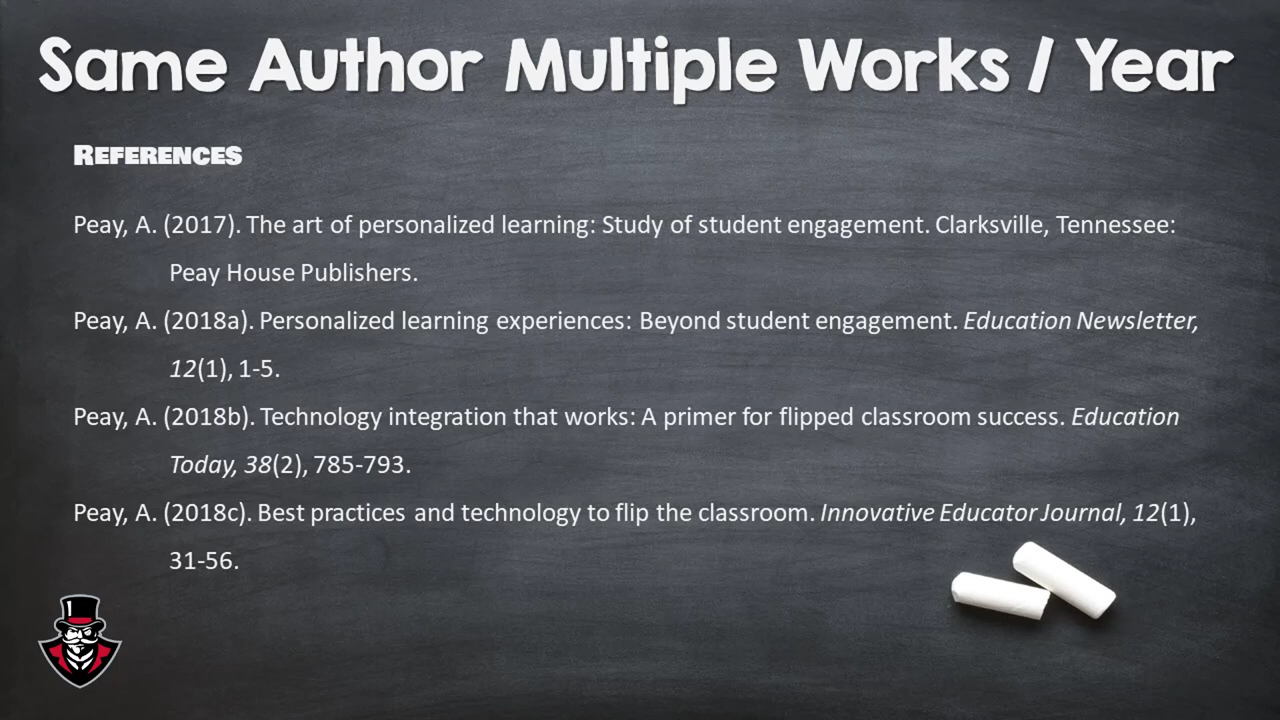 Same Author Multiple Works / Year
References
Peay, A. (2017). The art of personalized learning: Study of student engagement. Clarksville, Tennessee:
Peay House Publishers.
Peay, A. (2018a). Personalized learning experiences: Beyond student engagement. Education Newsletter,
12(1), 1-5.
Peay, A. (2018b). Technology integration that works: A primer for flipped classroom success. Education
Today, 38(2), 785-793.
Peay, A. (2018c). Best practices and technology to flip the classroom. Innovative Educator Journal, 12(1),
31-56.